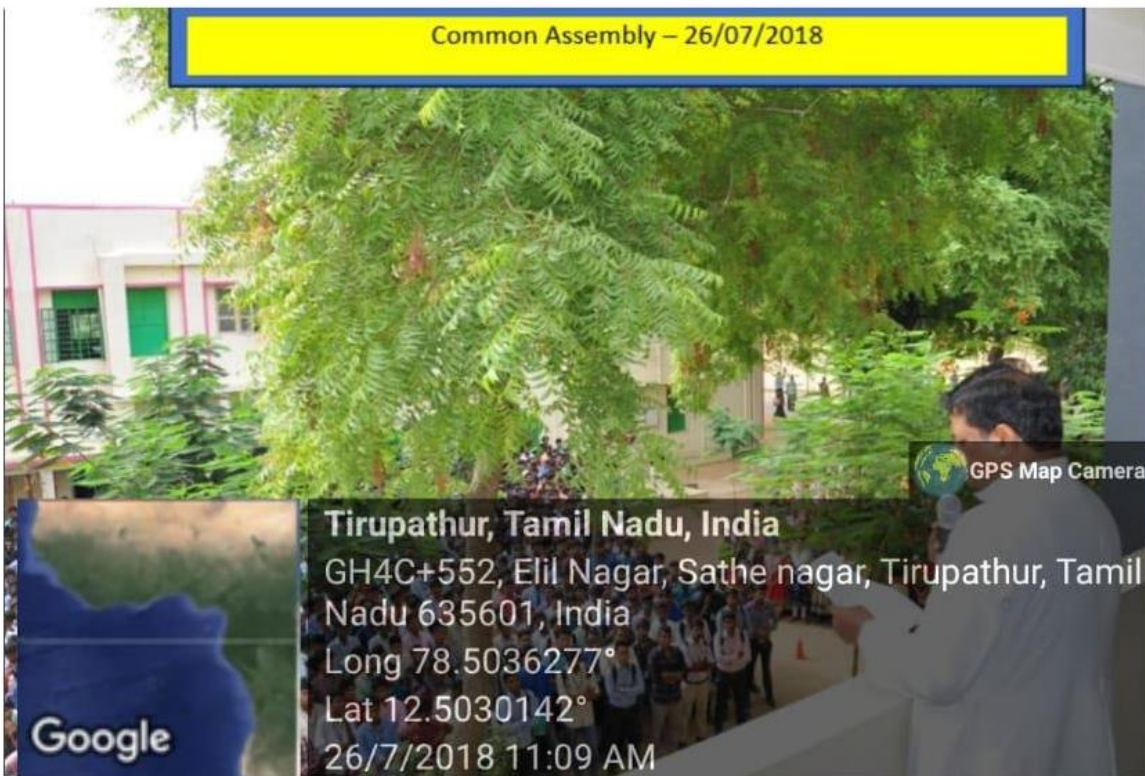 Common Assembly – 26/07/2018
GPS Map Camera
Tirupathur, Tamil Nadu, India
GH4C+552, Elil Nagar, Sathe nagar, Tirupathur, Tamil
Nadu 635601, India
Long 78.5036277°
Lat 12.5030142°
26/7/2018 11:09 AM
Google